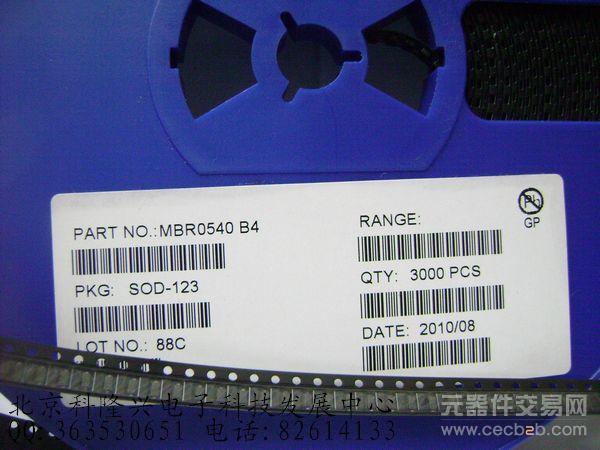 PART NO.:MBR0540 B4
PKG: SOD-123
LOT NO.: 88C
RANGE:
QTY: 3000 PCS
DATE: 2010/08
Pb
GP
北京科隆兴电子科技发展中心
QQ:363530651 电话:82614133
元器件交易网
www.cecb2b.com